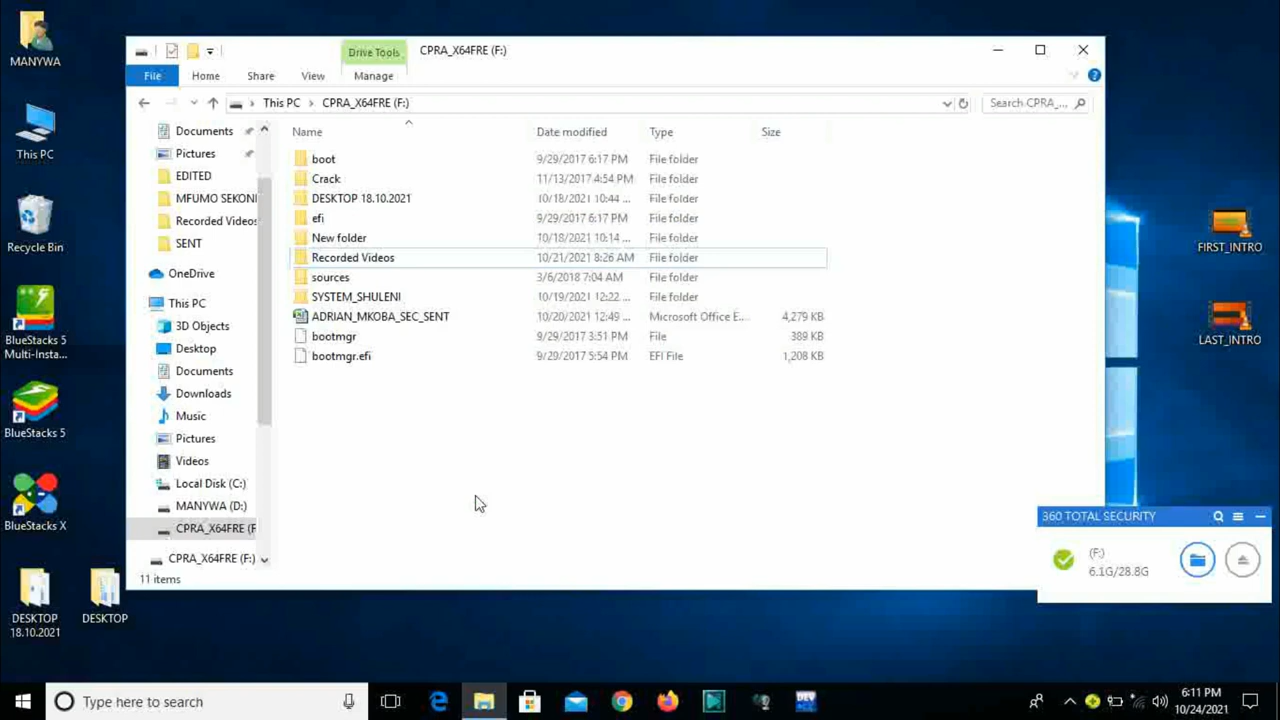 MANYWA
This PC
Recycle Bin
BlueStacks 5
Multi-Insta...
BlueStacks 5
BlueStacks X
DESKTOP
18.10.2021
DESKTOP
Drive Tools
CPRA_X64FRE (F:)
File
Home
Share
View
Manage
This PC
CPRA_X64FRE (F:)
Search CPRA_...
Documents
Pictures
EDITED
MFUMO SEKONI
Recorded Videos
SENT
OneDrive
This PC
3D Objects
Desktop
Documents
Downloads
Music
Pictures
Videos
Local Disk (C:)
MANYWA (D:)
CPRA_X64FRE (F
CPRA_X64FRE (F:)
Name Date modified Type Size
boot 9/29/2017 6:17 PM File folder
Crack 11/13/2017 4:54 PM File folder
DESKTOP 18.10.2021 10/18/2021 10:44 ... File folder
efi 9/29/2017 6:17 PM File folder
New folder 10/18/2021 10:14 ... File folder
Recorded Videos 10/21/2021 8:26 AM File folder
sources 3/6/2018 7:04 AM File folder
SYSTEM_SHULENI 10/19/2021 12:22 ... File folder
ADRIAN_MKOBA_SEC_SENT 10/20/2021 12:49 ... Microsoft Office E... 4,279 KB
bootmgr 9/29/2017 3:51 PM File 389 KB
bootmgr.efi 9/29/2017 5:54 PM EFI File 1,208 KB
11 items
FIRST_INTRO
LAST_INTRO
360 TOTAL SECURITY
(F:)
6.1G/28.8G
Type here to search
6:11 PM
10/24/2021